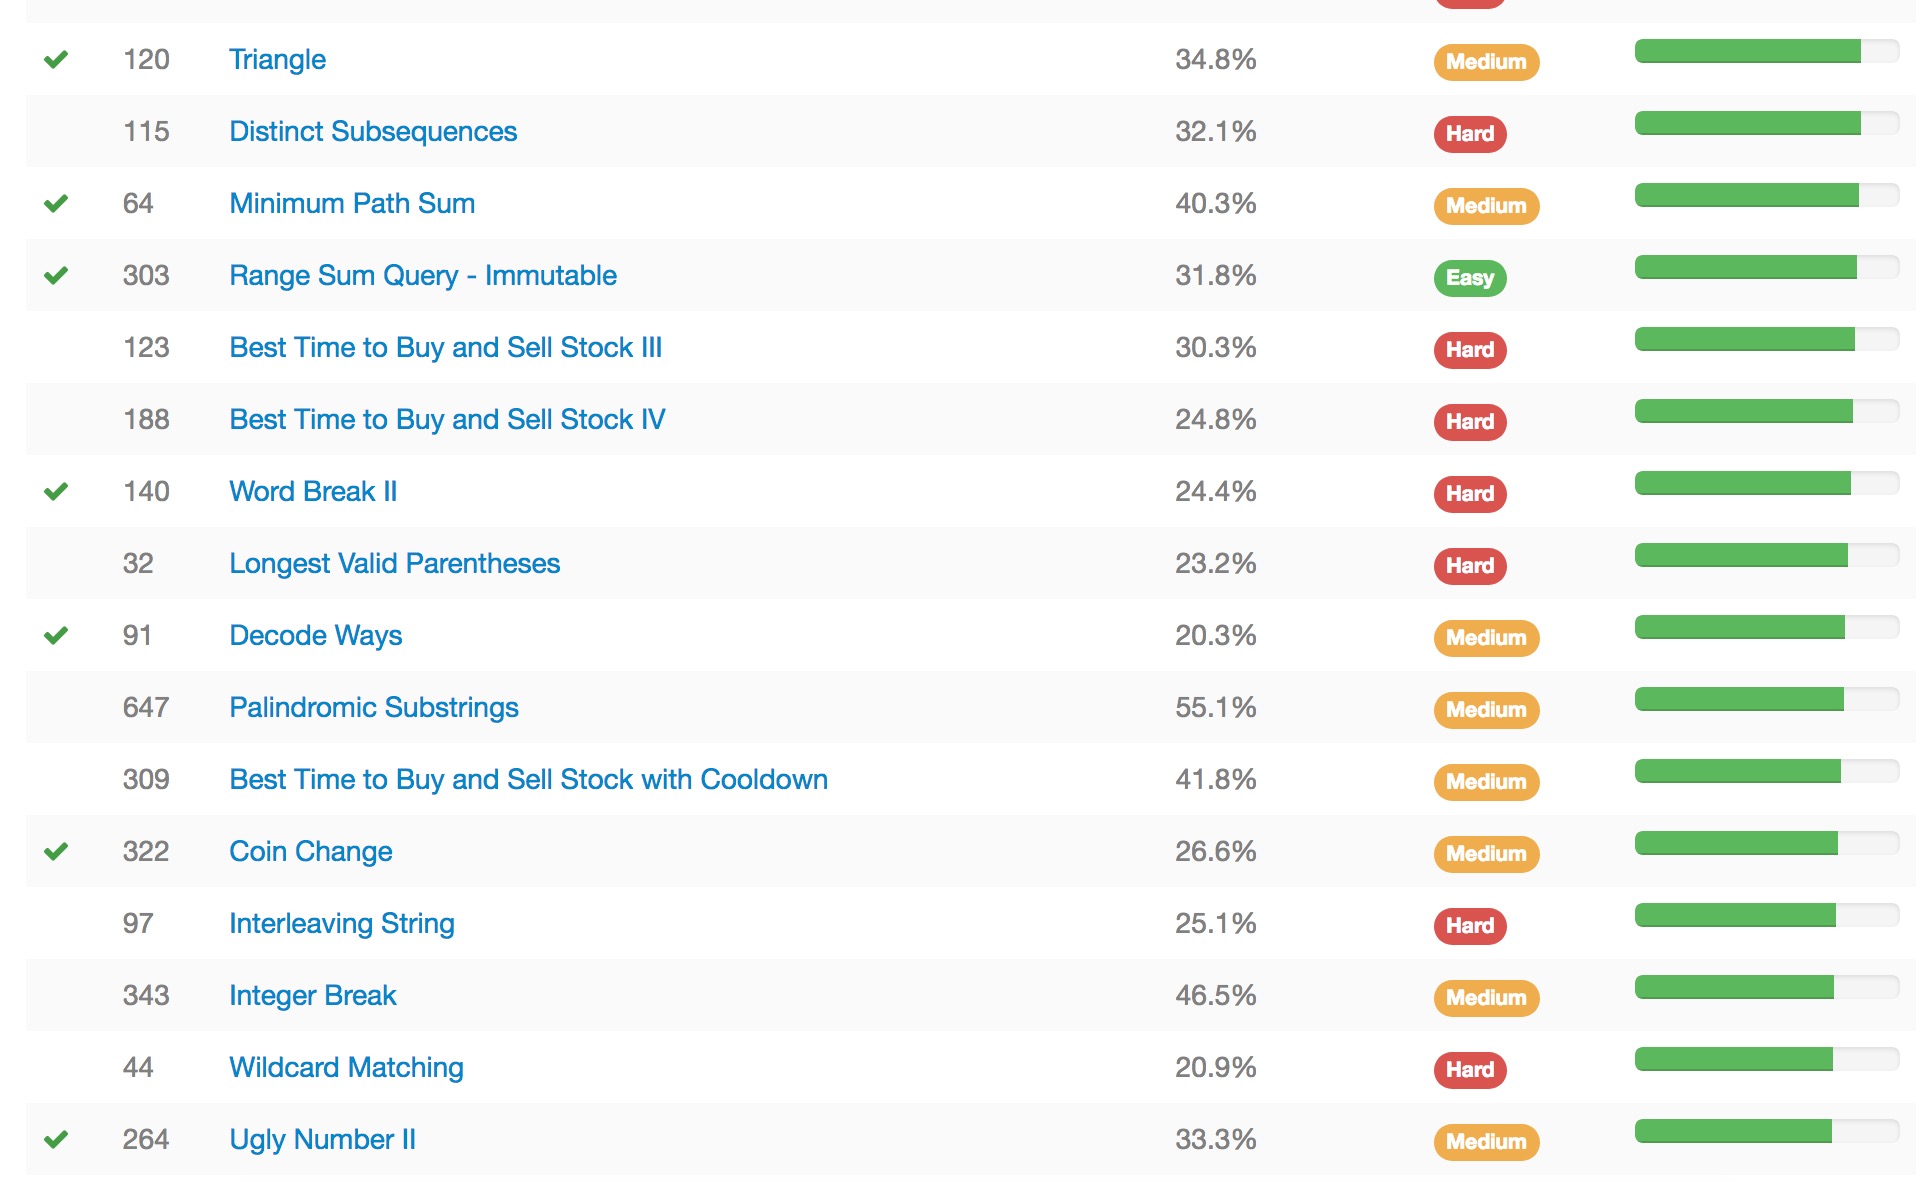 120 Triangle 34.8% Medium
115 Distinct Subsequences 32.1% Hard
64 Minimum Path Sum 40.3% Medium
303 Range Sum Query - Immutable 31.8% Easy
123 Best Time to Buy and Sell Stock III 30.3% Hard
188 Best Time to Buy and Sell Stock IV 24.8% Hard
140 Word Break II 24.4% Hard
32 Longest Valid Parentheses 23.2% Hard
91 Decode Ways 20.3% Medium
647 Palindromic Substrings 55.1% Medium
309 Best Time to Buy and Sell Stock with Cooldown 41.8% Medium
322 Coin Change 26.6% Medium
97 Interleaving String 25.1% Hard
343 Integer Break 46.5% Medium
44 Wildcard Matching 20.9% Hard
264 Ugly Number II 33.3% Medium